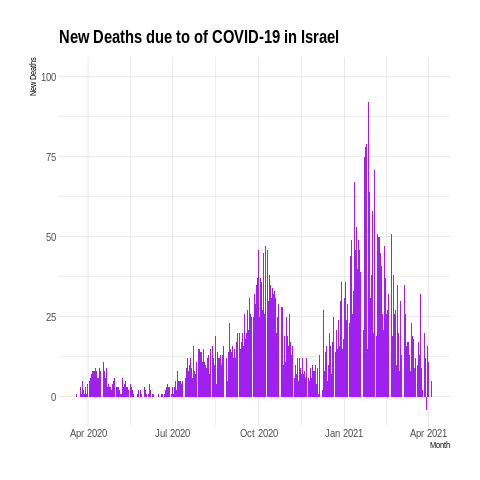 New Deaths due to of COVID-19 in Israel
New Deaths
100
75
50
25
0
Apr 2020 Jul 2020 Oct 2020 Jan 2021 Apr 2021
Month